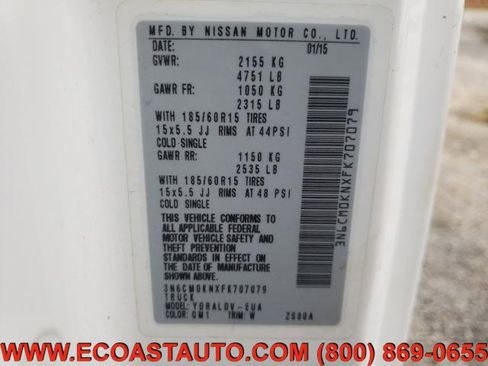 MFD. BY NISSAN MOTOR CO., LTD.
DATE: 01/15
GVWR: 2155 KG
4751 LB
GAWR FR: 1050 KG
2315 LB
WITH 185/60R15 TIRES
15x5.5 JJ RIMS AT 44PSI
COLD SINGLE
GAWR RR: 1150 KG
2535 LB
WITH 185/60R15 TIRES
15x5.5 JJ RIMS AT 48 PSI
COLD SINGLE
THIS VEHICLE CONFORMS TO
ALL APPLICABLE FEDERAL
MOTOR VEHICLE SAFETY AND
THEFT PREVENTION
STANDARDS IN EFFECT ON
THE DATE OF MANUFACTURE
SHOWN ABOVE.
3N6CM0KNXFK707079
TRUCK
MODEL: YDRALDV-EUA
COLOR: QM1 TRIM: W ZS80A
3N6CM0KNXFK707079
WWW.ECOASTAUTO.COM (800) 869-0655